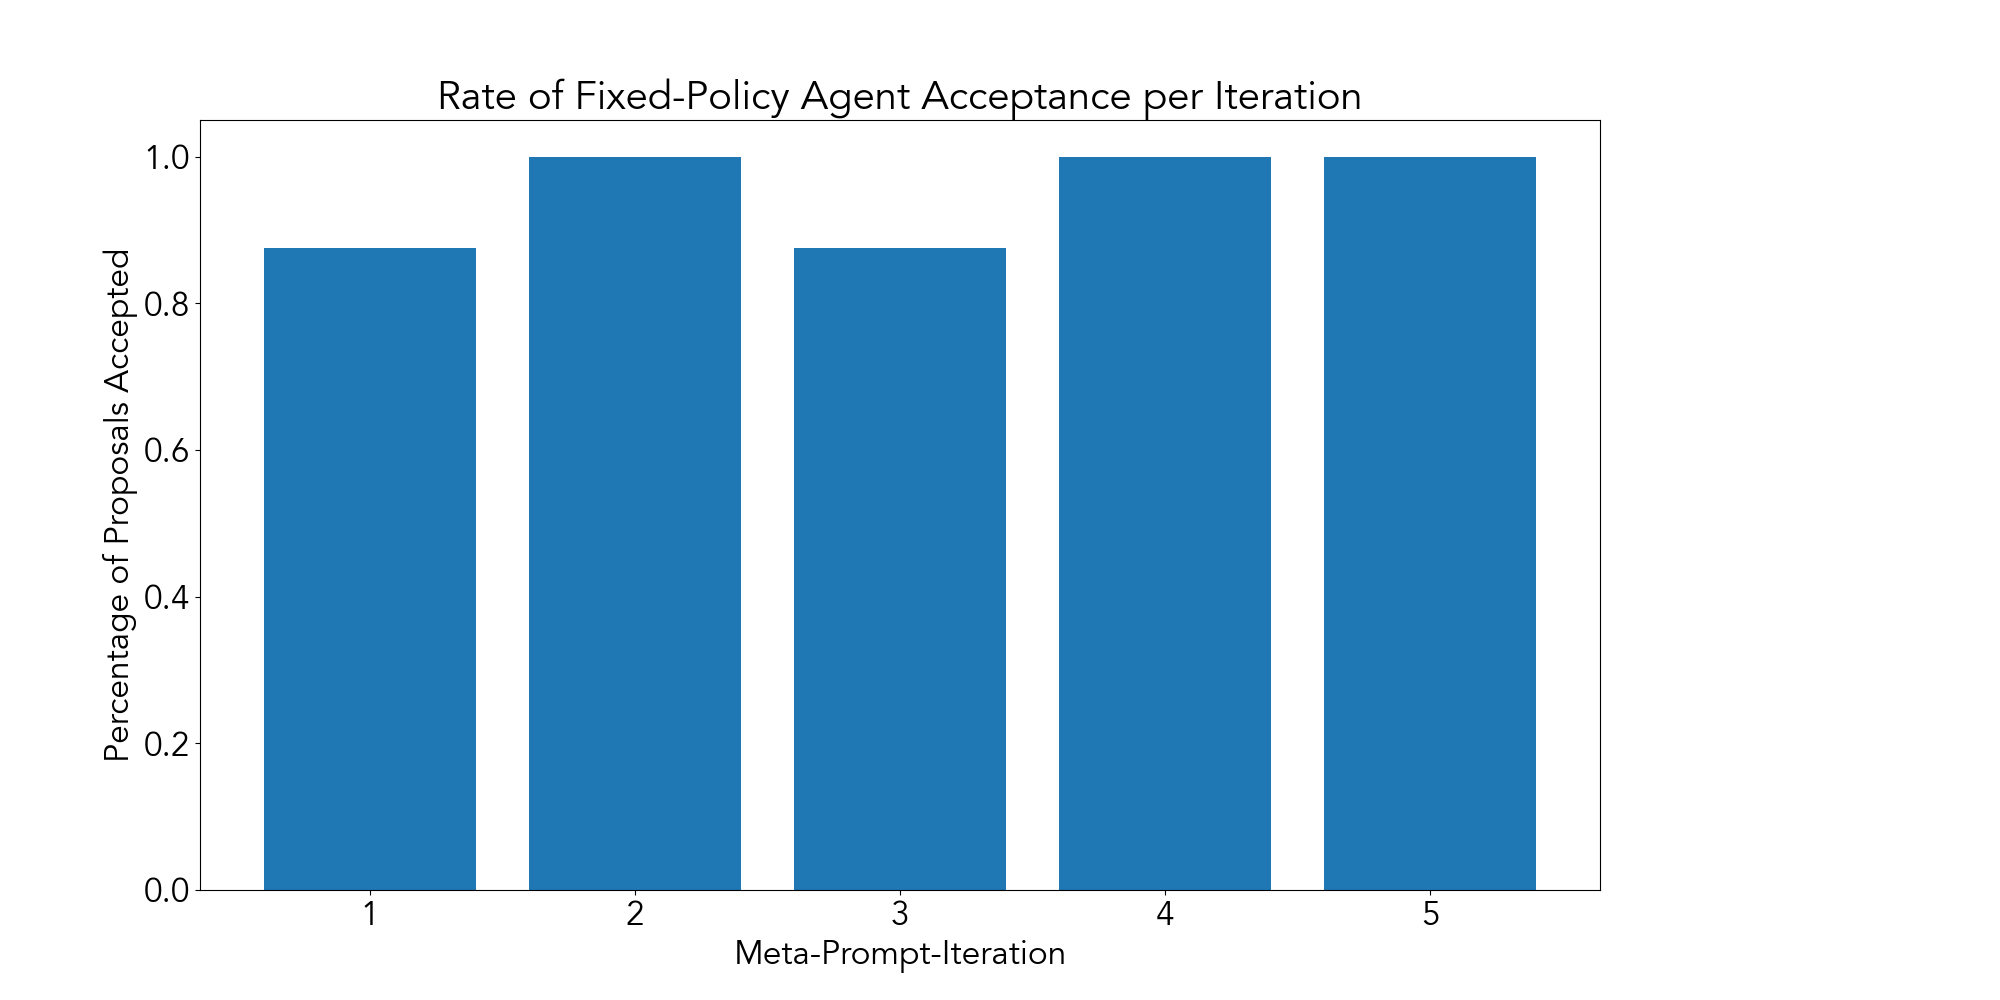 Rate of Fixed-Policy Agent Acceptance per Iteration
Percentage of Proposals Accepted
1.0
0.8
0.6
0.4
0.2
0.0
1 2 3 4 5
Meta-Prompt-Iteration